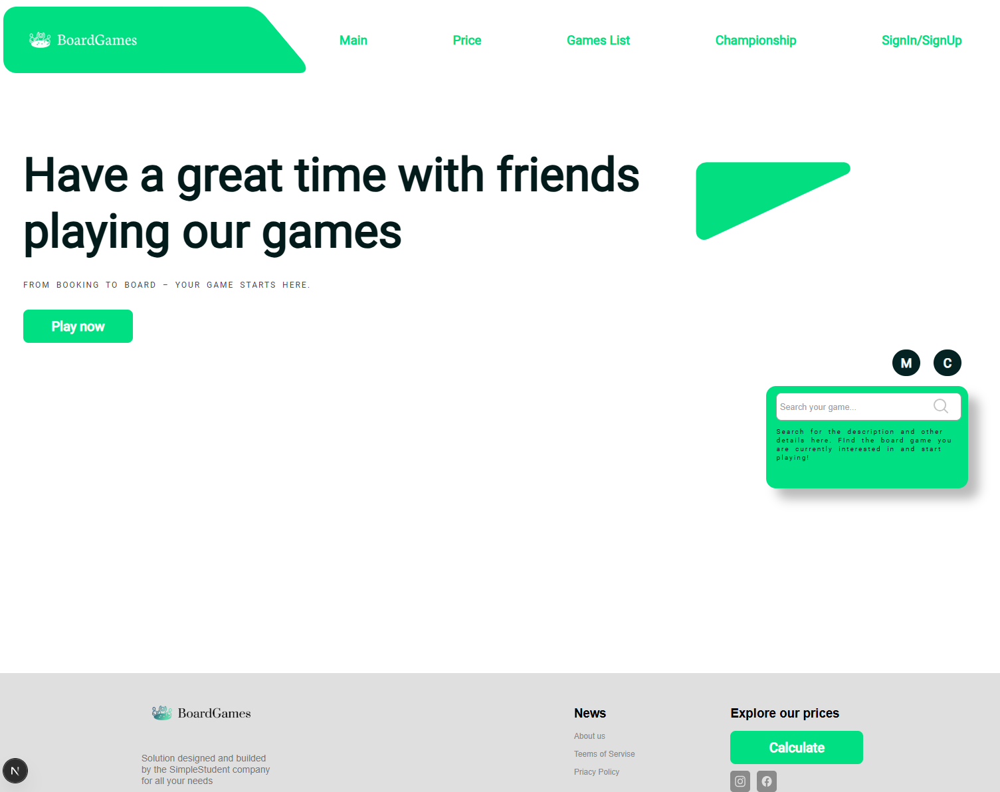 BoardGames
Main
Price
Games List
Championship
SignIn/SignUp
Have a great time with friends
playing our games
FROM BOOKING TO BOARD – YOUR GAME STARTS HERE.
Play now
M
C
Search your game...
Search for the description and other
details here. FInd the board game you
are currently interested in and start
playing!
BoardGames
Solution designed and builded
by the SimpleStudent company
for all your needs
News
About us
Teems of Servise
Priacy Policy
Explore our prices
Calculate
N